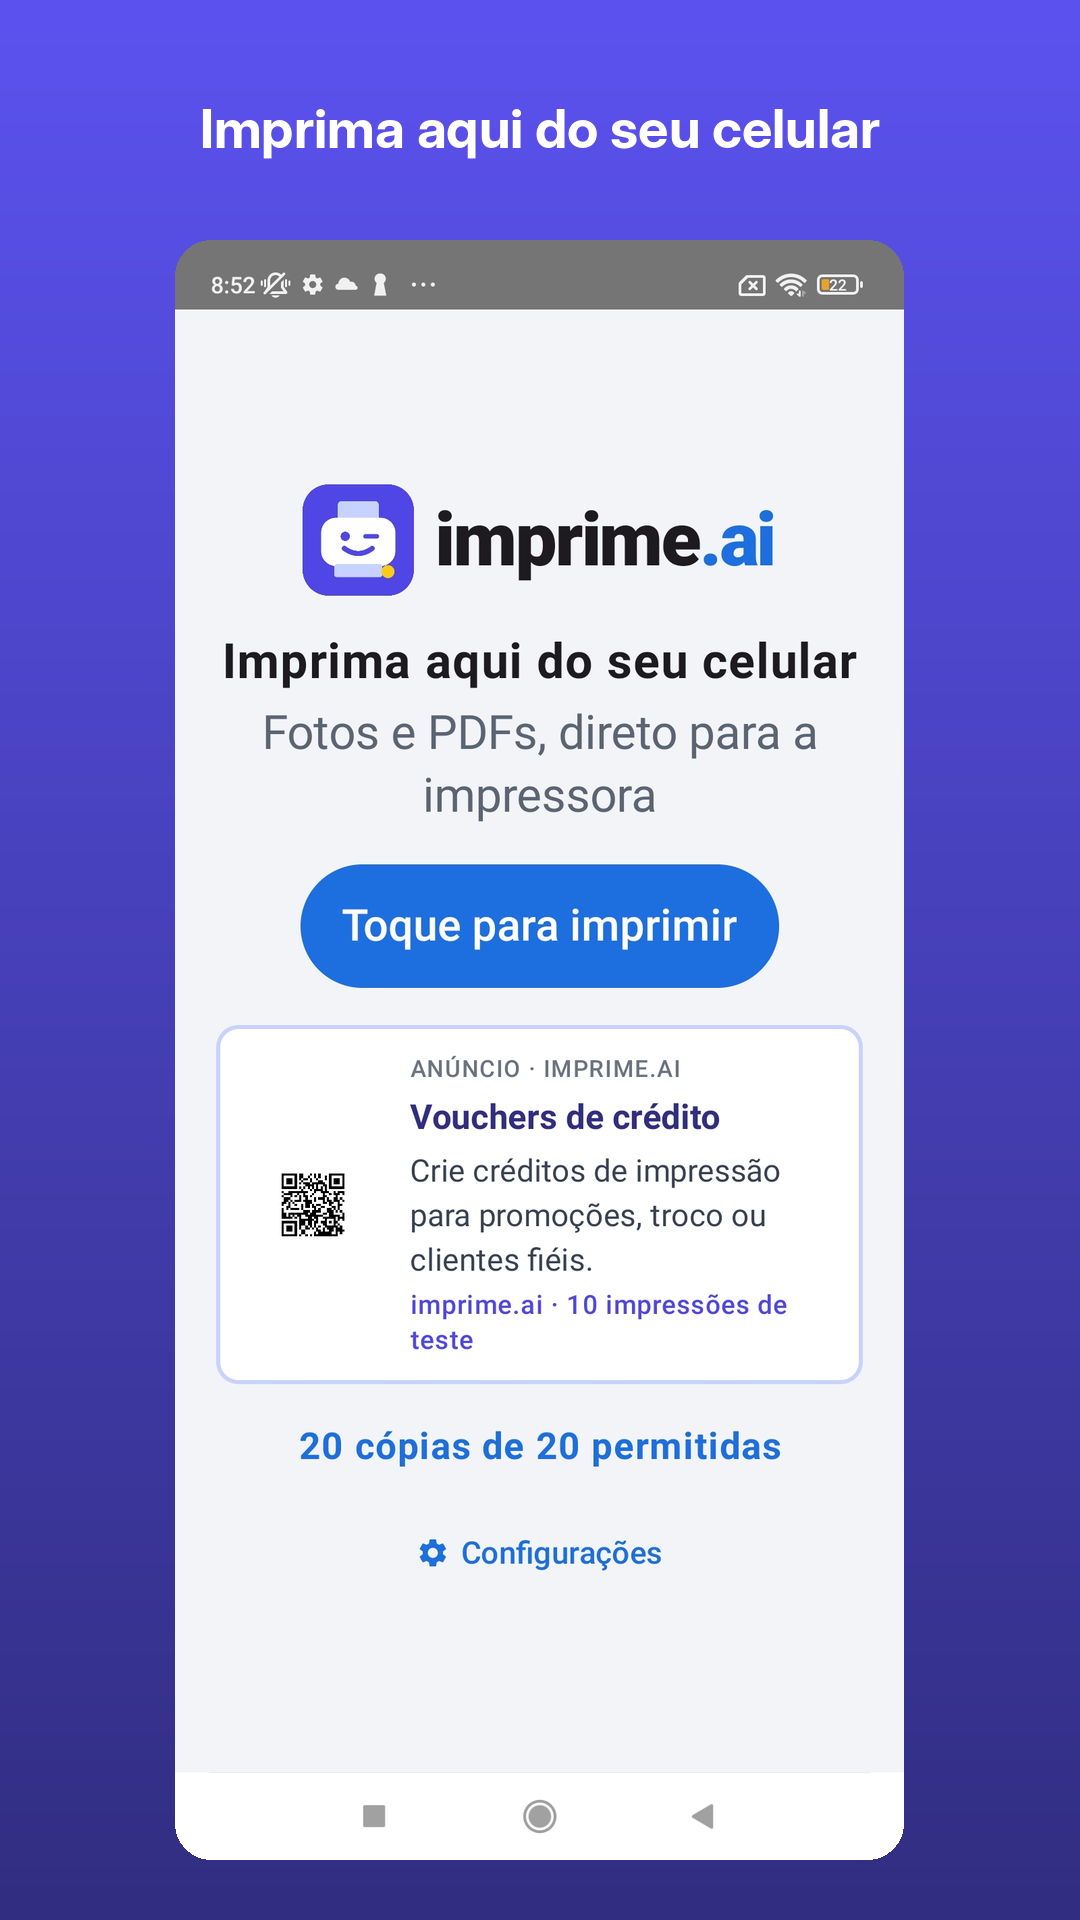 Imprima aqui do seu celular
8:52
22
imprime.ai
Imprima aqui do seu celular
Fotos e PDFs, direto para a
impressora
Toque para imprimir
ANÚNCIO · IMPRIME.AI
Vouchers de crédito
Crie créditos de impressão
para promoções, troco ou
clientes fiéis.
imprime.ai · 10 impressões de
teste
20 cópias de 20 permitidas
Configurações